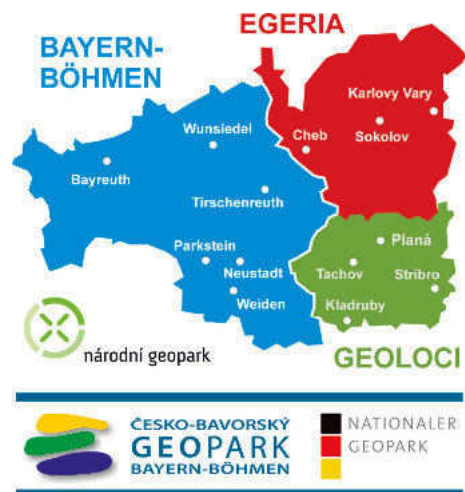 EGERIA
BAYERN-
BÖHMEN
Karlovy Vary
Wunsiedel
Cheb
Sokolov
Bayreuth
Tirschenreuth
Planá
Parkstein
Neustadt
Tachov
Stribro
Weiden
Kladruby
národní geopark
GEOLOCI
ČESKO-BAVORSKÝ
GEOPARK
BAYERN-BÖHMEN
NATIONALER
GEOPARK